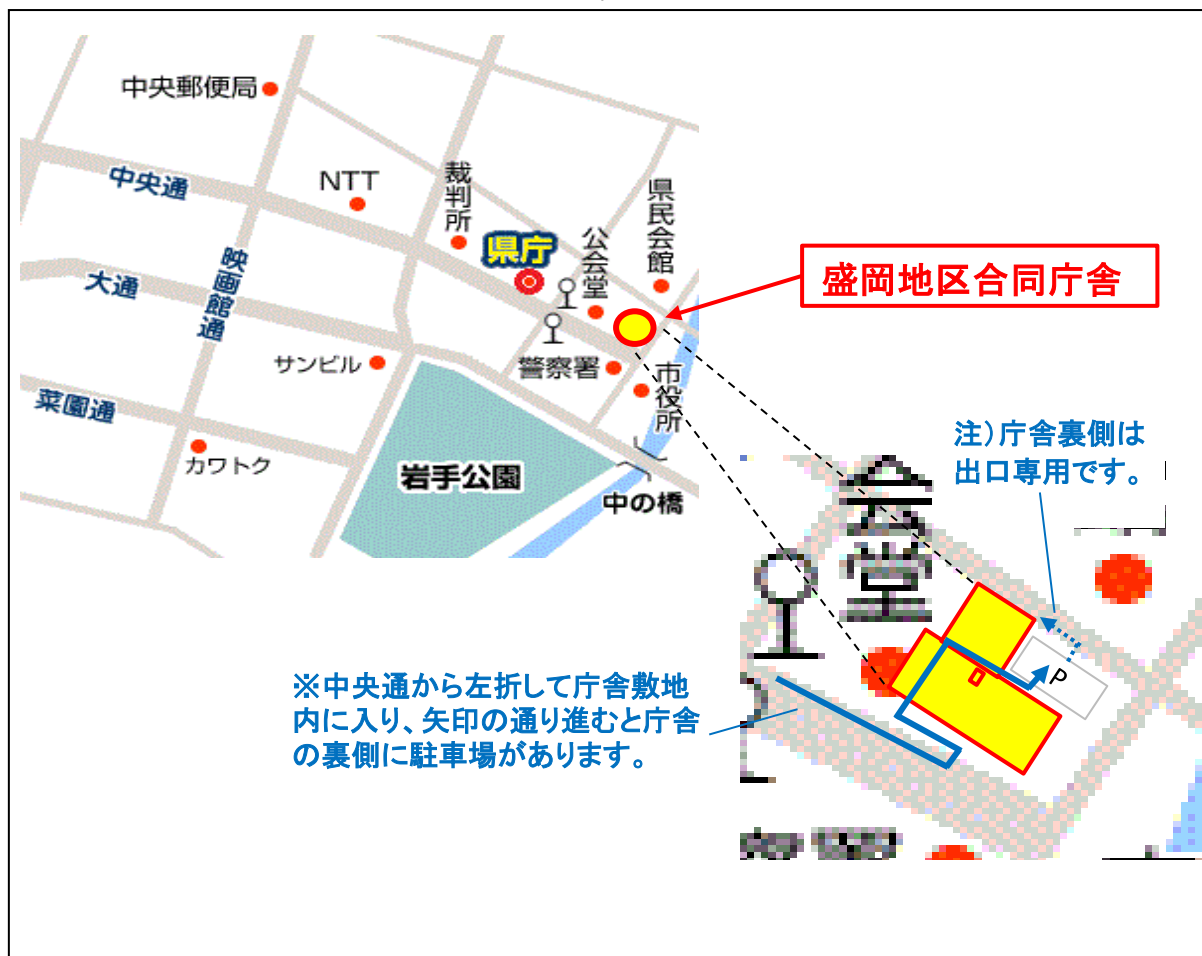 中央郵便局
中央通
NTT
裁判所
県庁
公会堂
県民会館
盛岡地区合同庁舎
大通
映画館通
サンビル
警察署
市役所
菜園通
カワトク
岩手公園
中の橋
注）庁舎裏側は
出口専用です。
会堂
P
※中央通から左折して庁舎敷地
内に入り、矢印の通り進むと庁舎
の裏側に駐車場があります。